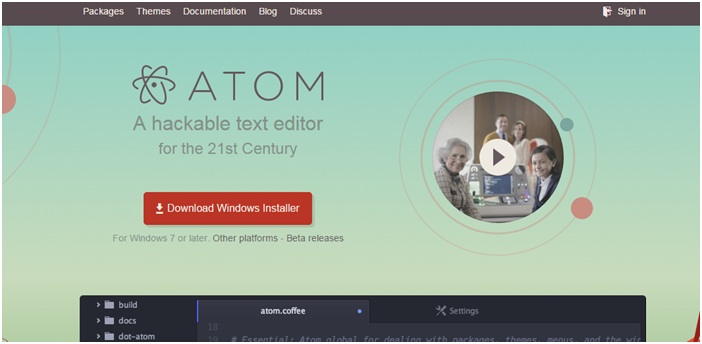 Packages Themes Documentation Blog Discuss Sign in
ATOM
A hackable text editor
for the 21st Century
Download Windows Installer
For Windows 7 or later. Other platforms - Beta releases
build atom.coffee Settings
docs 18
dot-atom 19 # Essential: Atom global for dealing with packages, themes, menus, and the win